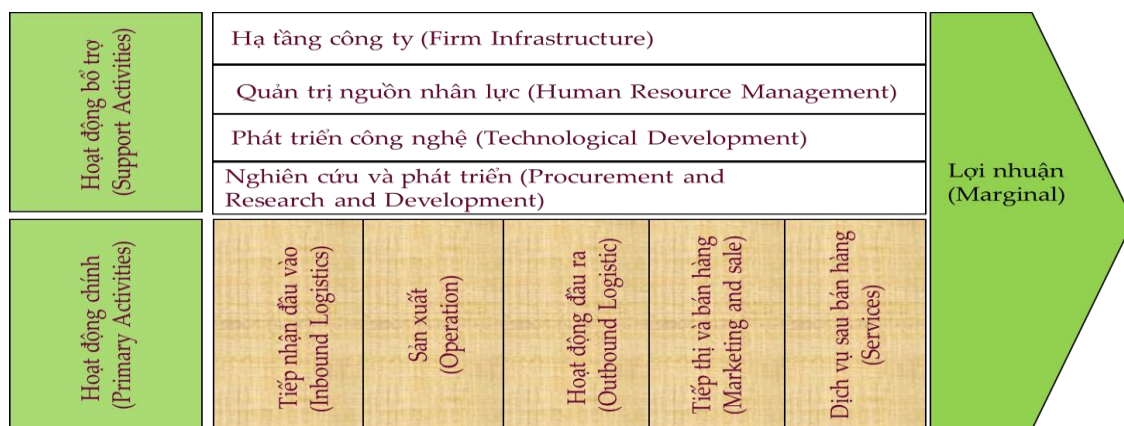 Hoạt động bổ trợ
(Support Activities)
Hạ tầng công ty (Firm Infrastructure)
Quản trị nguồn nhân lực (Human Resource Management)
Phát triển công nghệ (Technological Development)
Nghiên cứu và phát triển (Procurement and
Research and Development)
Hoạt động chính
(Primary Activities)
Tiếp nhận đầu vào
(Inbound Logistics)
Sản xuất
(Operation)
Hoạt động đầu ra
(Outbound Logistic)
Tiếp thị và bán hàng
(Marketing and sale)
Dịch vụ sau bán hàng
(Services)
Lợi nhuận
(Marginal)